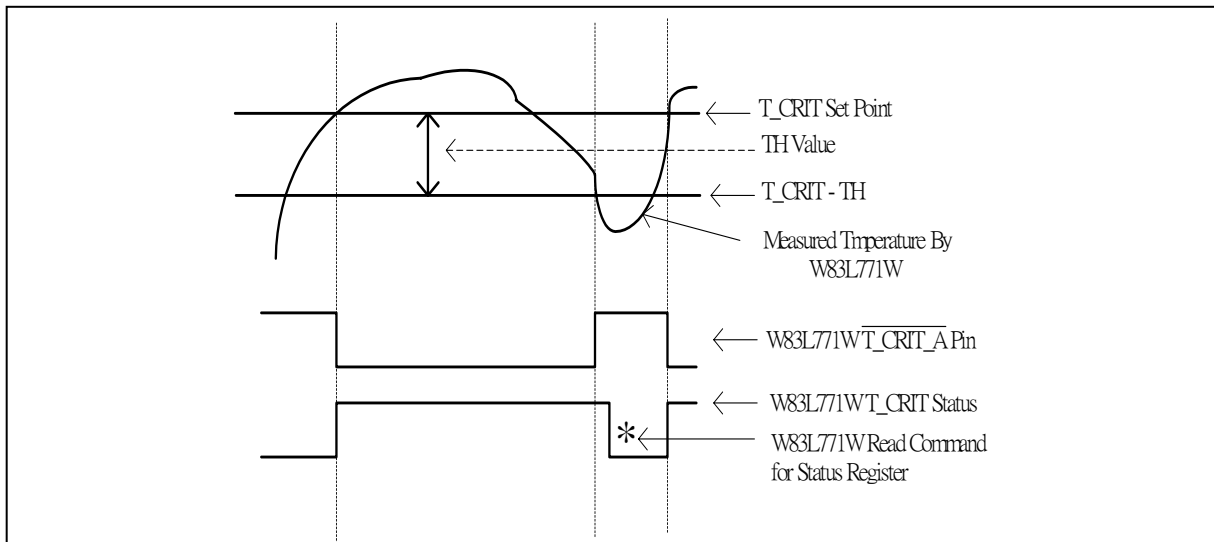 T_CRIT Set Point
TH Value
T_CRIT - TH
Measured Tmperature By
W83L771W
W83L771W T_CRIT_A Pin
W83L771W T_CRIT Status
*
W83L771W Read Command
for Status Register